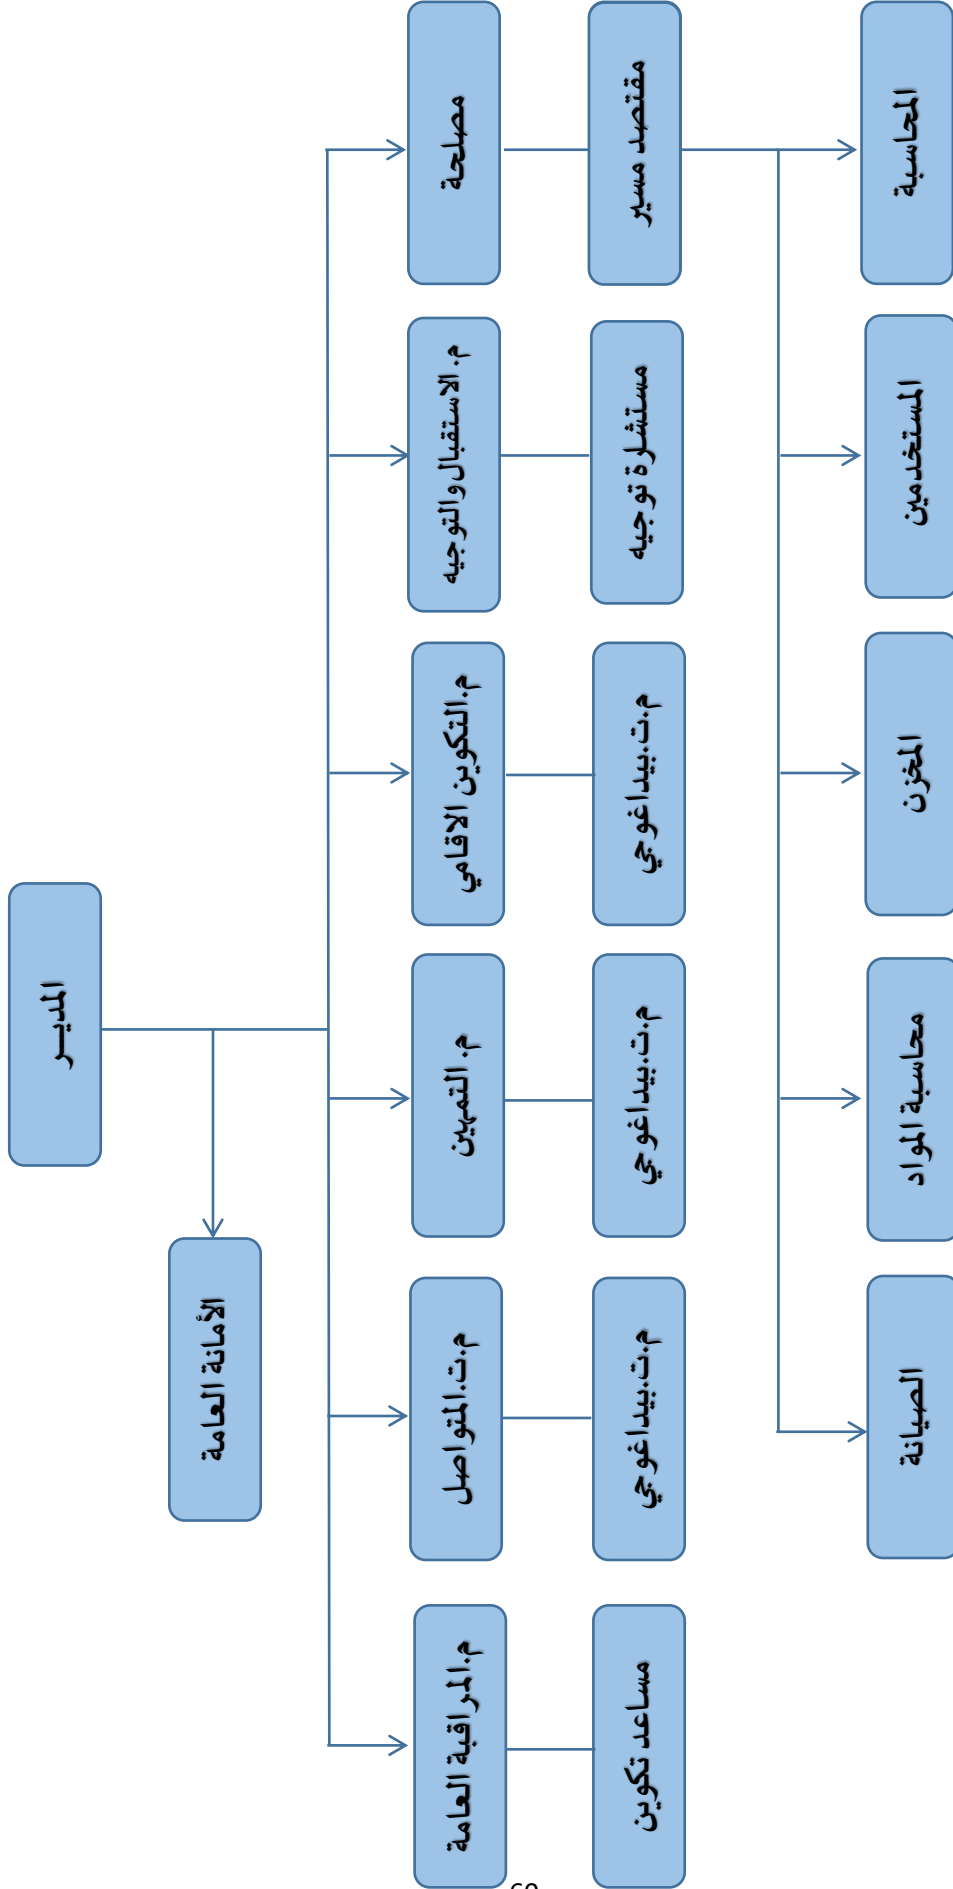 المديــر
الأمانة العامة
مصلحة
م. الاستقبال والتوجيه
م.التكوين الاقامي
م. التمهين
م.ت.المتواصل
م.المراقبة العامة
مقتصد مسير
مستشارة توجيه
م.ت.بيداغوجي
م.ت.بيداغوجي
م.ت.بيداغوجي
مساعد تكوين
المحاسبة
المستخدمين
المخزن
محاسبة المواد
الصيانة